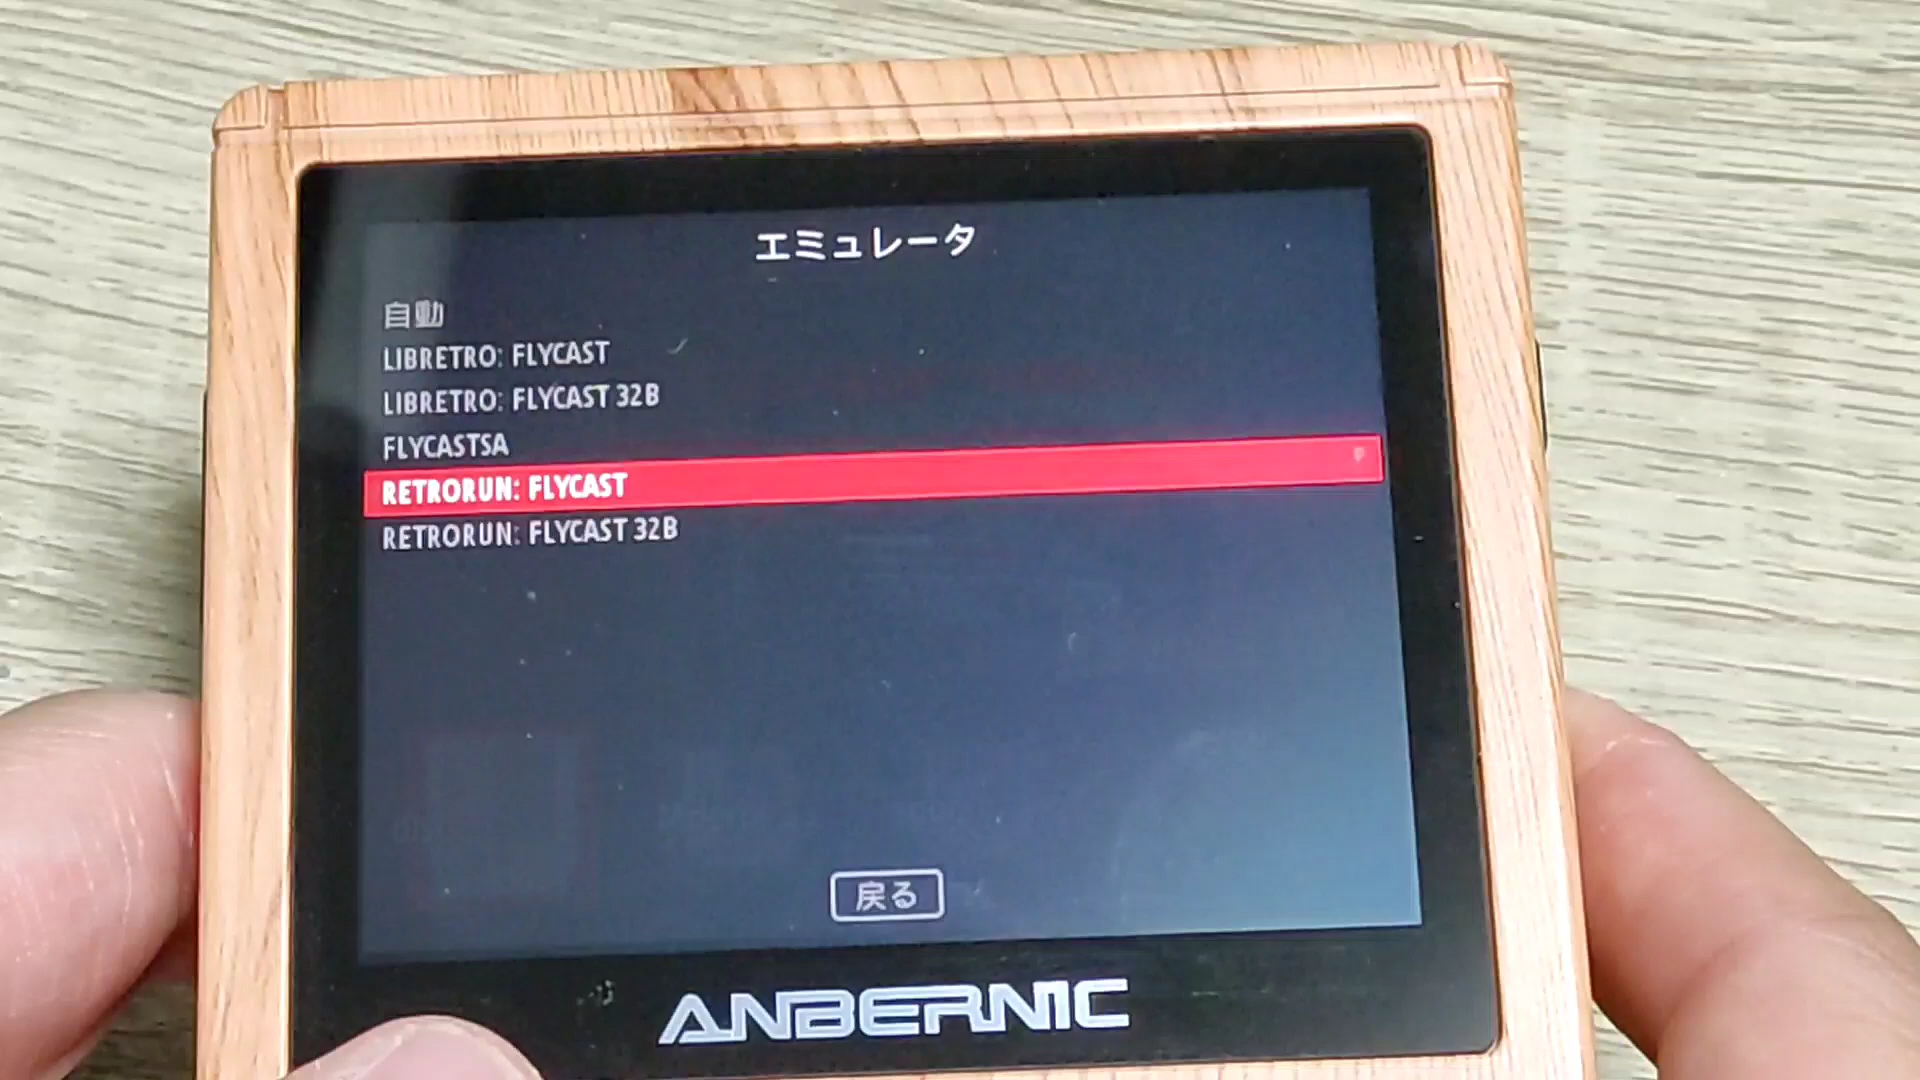 エミュレータ
自動
LIBRETRO: FLYCAST
LIBRETRO: FLYCAST 32B
FLYCASTSA
RETRORUN: FLYCAST
RETRORUN: FLYCAST 32B
戻る
ANBERNIC